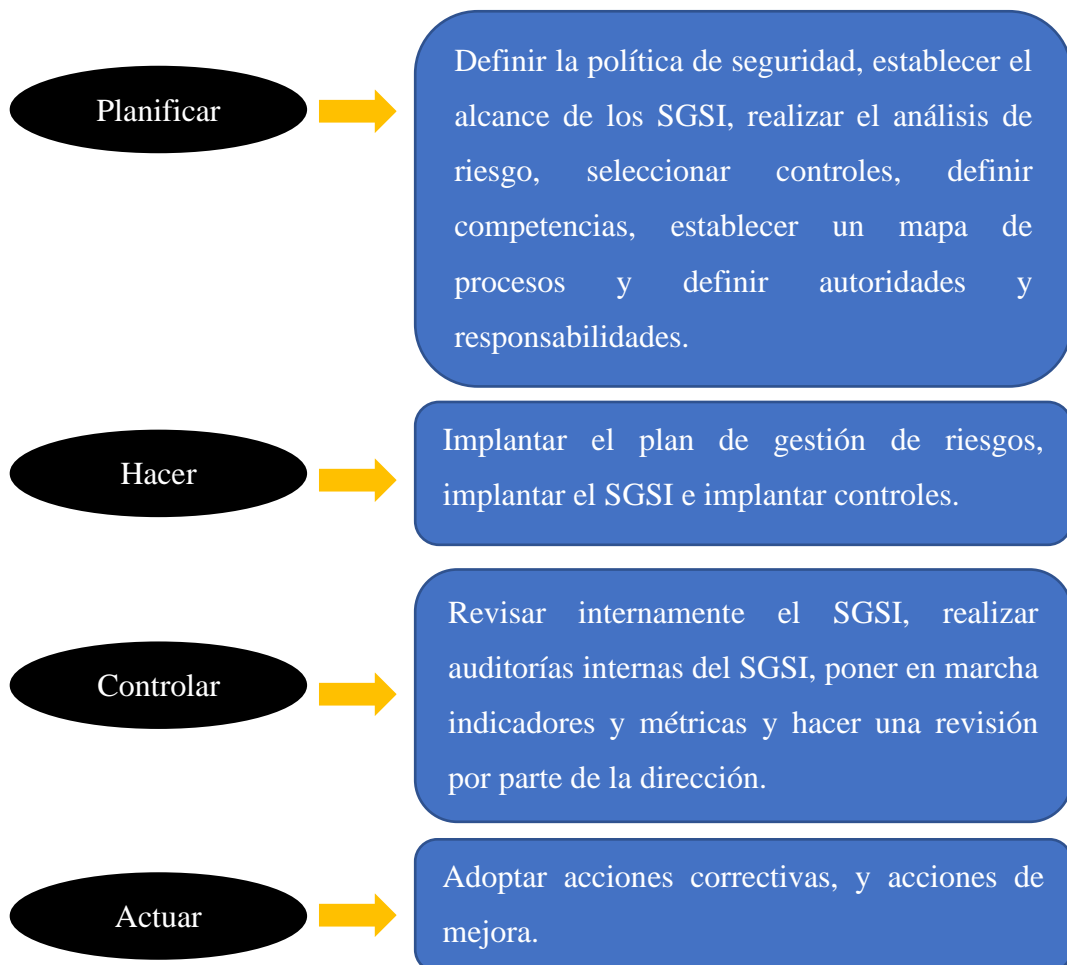 Planificar
Definir la política de seguridad, establecer el
alcance de los SGSI, realizar el análisis de
riesgo, seleccionar controles, definir
competencias, establecer un mapa de
procesos y definir autoridades y
responsabilidades.
Hacer
Implantar el plan de gestión de riesgos,
implantar el SGSI e implantar controles.
Controlar
Revisar internamente el SGSI, realizar
auditorías internas del SGSI, poner en marcha
indicadores y métricas y hacer una revisión
por parte de la dirección.
Actuar
Adoptar acciones correctivas, y acciones de
mejora.